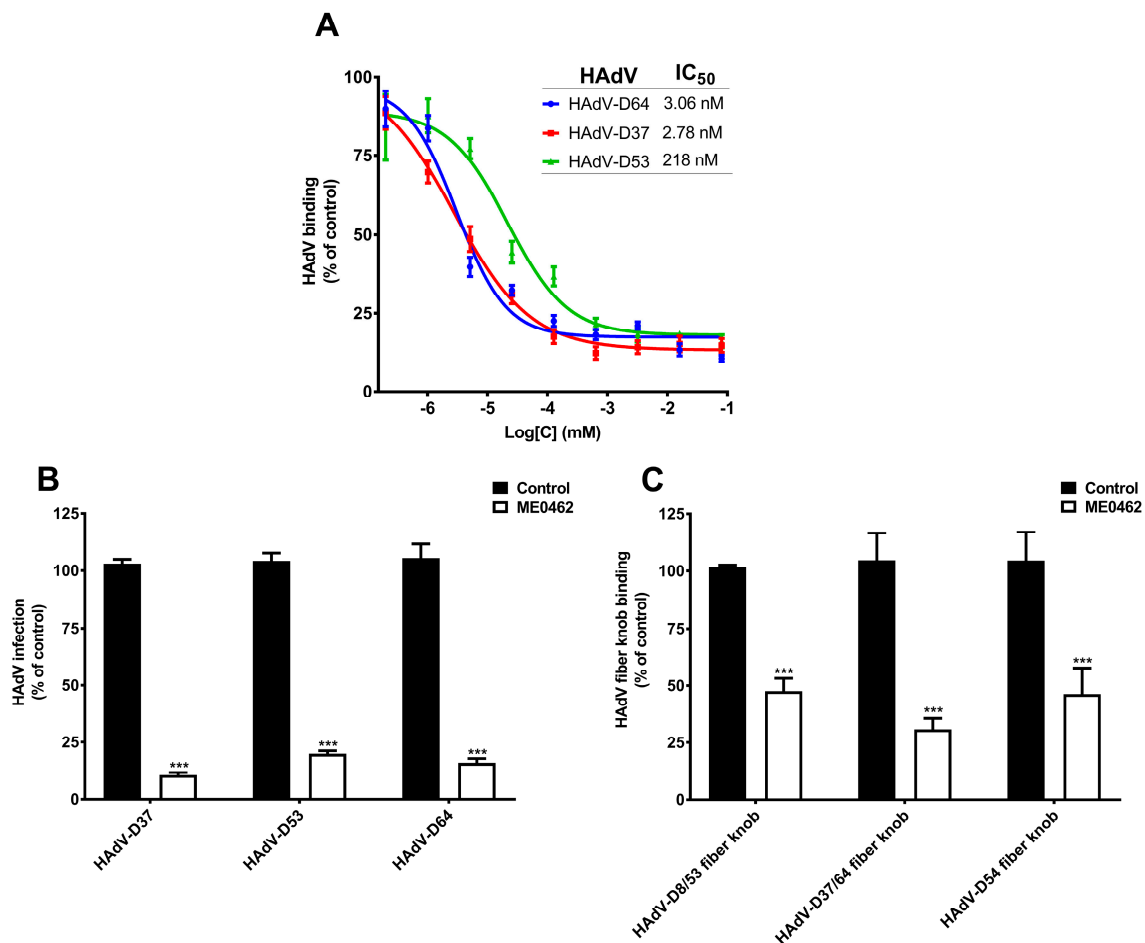 A
HAdV IC50
HAdV-D64 3.06 nM
HAdV-D37 2.78 nM
HAdV-D53 218 nM
100
75
50
25
0
HAdV binding
(% of control)
-6 -5 -4 -3 -2 -1
Log[C] (mM)
B
Control
ME0462
125
100
75
50
25
0
HAdV infection
(% of control)
***
***
***
HAdV-D37
HAdV-D53
HAdV-D64
C
Control
ME0462
125
100
75
50
25
0
HAdV fiber knob binding
(% of control)
***
***
***
HAdV-D8/53 fiber knob
HAdV-D37/64 fiber knob
HAdV-D54 fiber knob